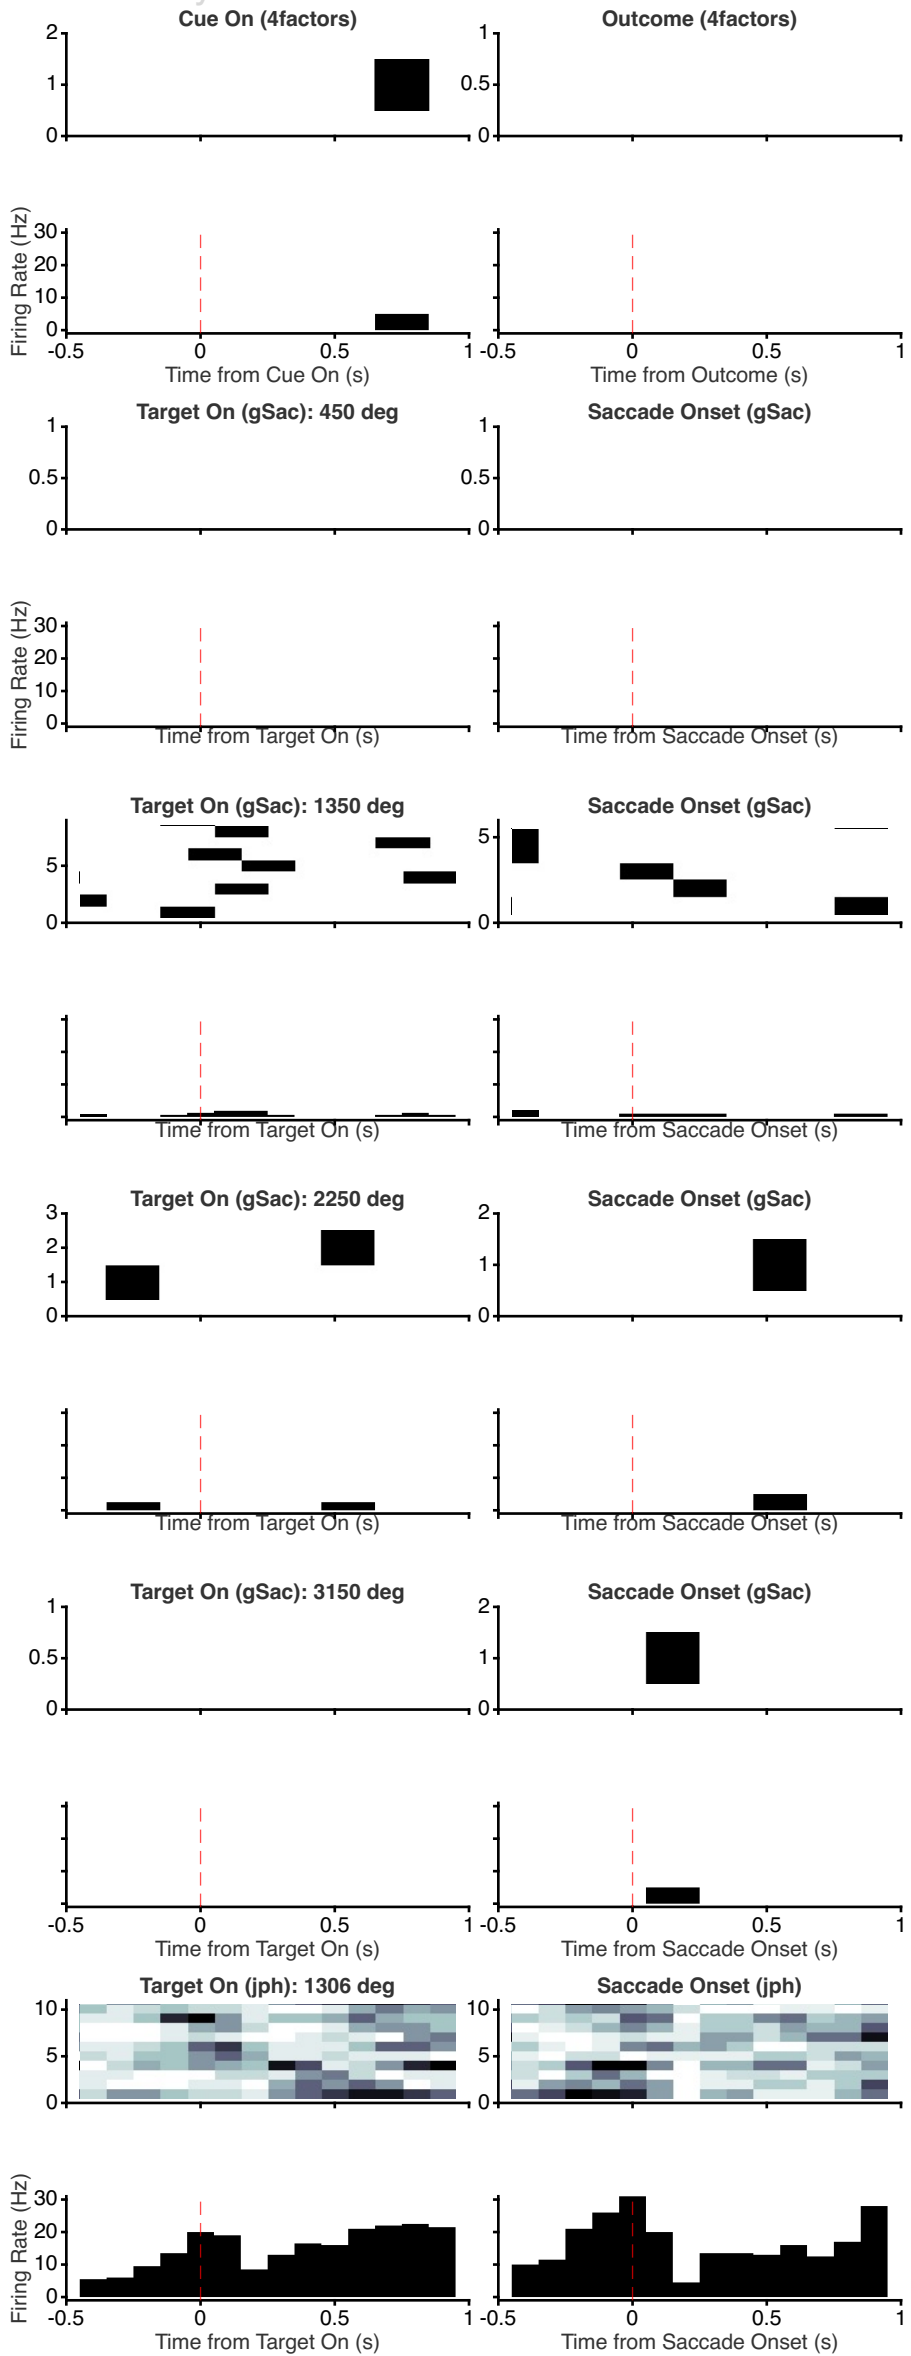 Cue On (4factors) Outcome (4factors)
2 1
1 0.5
0 0
Firing Rate (Hz)
30
20
10
0
-0.5 0 0.5 1 -0.5 0 0.5 1
Time from Cue On (s) Time from Outcome (s)
Target On (gSac): 450 deg Saccade Onset (gSac)
1 1
0.5 0.5
0 0
Firing Rate (Hz)
30
20
10
0
Time from Target On (s) Time from Saccade Onset (s)
Target On (gSac): 1350 deg Saccade Onset (gSac)
5 5
0 0
Time from Target On (s) Time from Saccade Onset (s)
Target On (gSac): 2250 deg Saccade Onset (gSac)
3 2
2 1
1
0 0
Time from Target On (s) Time from Saccade Onset (s)
Target On (gSac): 3150 deg Saccade Onset (gSac)
1 2
0.5 1
0 0
-0.5 0 0.5 1 -0.5 0 0.5 1
Time from Target On (s) Time from Saccade Onset (s)
Target On (jph): 1306 deg Saccade Onset (jph)
10 10
5 5
0 0
Firing Rate (Hz)
30
20
10
0
-0.5 0 0.5 1 -0.5 0 0.5 1
Time from Target On (s) Time from Saccade Onset (s)